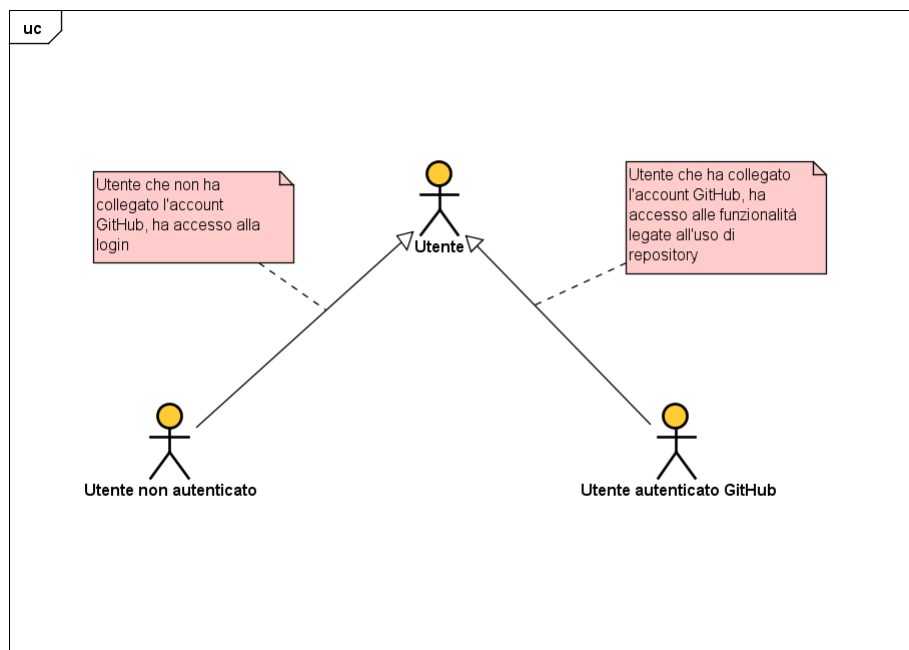 uc
Utente che non ha
collegato l'account
GitHub, ha accesso alla
login
Utente che ha collegato
l'account GitHub, ha
accesso alle funzionalità
legate all'uso di
repository
Utente
Utente non autenticato
Utente autenticato GitHub